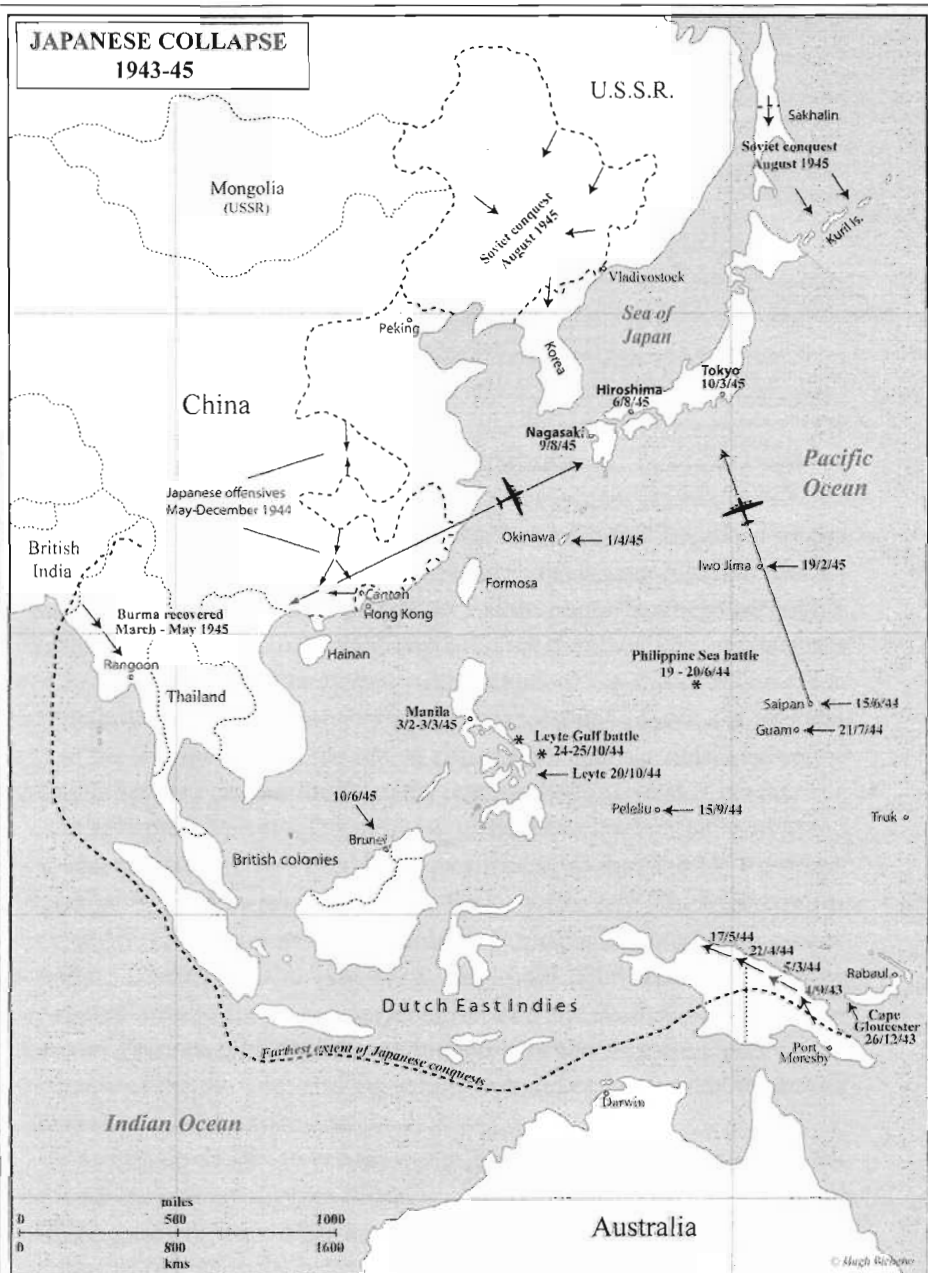 JAPANESE COLLAPSE
1943-45
U.S.S.R.
Sakhalin
Soviet conquest
August 1945
Kuril Is.
Mongolia
(USSR)
Soviet conquest
August 1945
Vladivostock
Peking
Sea of
Japan
Korea
Tokyo
10/3/45
Hiroshima
6/8/45
China
Nagasaki
9/8/45
Pacific
Ocean
Japanese offensives
May-December 1944
Okinawa
1/4/45
British
India
Iwo Jima
19/2/45
Formosa
Canton
Hong Kong
Burma recovered
March - May 1945
Hainan
Rangoon
Philippine Sea battle
19 - 20/6/44
Thailand
Saipan
15/6/44
Manila
3/2-3/3/45
Guam
21/7/44
Leyte Gulf battle
24-25/10/44
Leyte 20/10/44
10/6/45
Peleliu
15/9/44
Truk
Brunei
British colonies
17/5/44
22/4/44
5/3/44
4/9/43
Rabaul
Dutch East Indies
Cape
Gloucester
26/12/43
Port
Moresby
Furthest extent of Japanese conquests
Darwin
Indian Ocean
miles
0 500 1000
0 800 1600
kms
Australia
© Hugh Bicheno